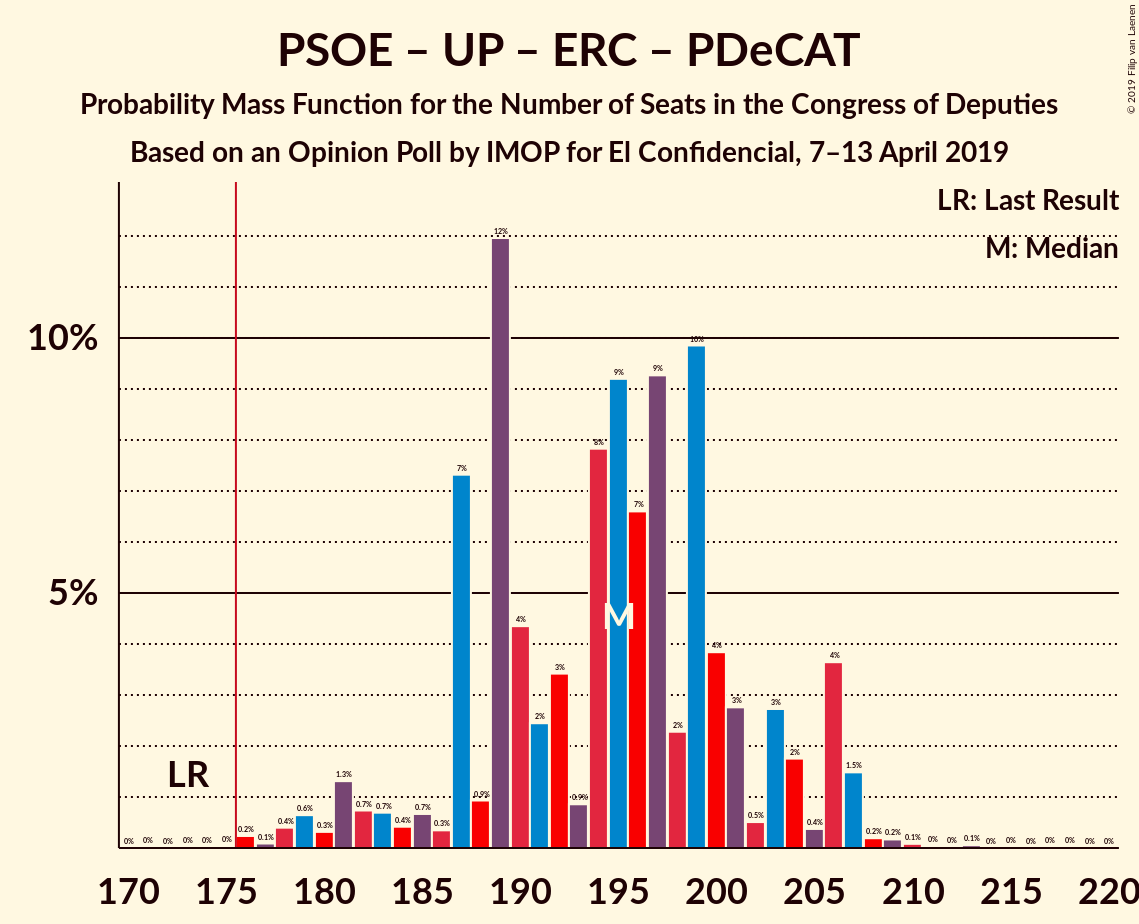 PSOE – UP – ERC – PDeCAT
Probability Mass Function for the Number of Seats in the Congress of Deputies
Based on an Opinion Poll by IMOP for El Confidencial, 7–13 April 2019
© 2019 Filip van Laenen
LR: Last Result
M: Median
10%
5%
LR
M
0% 0% 0% 0% 0% 0% 0.2% 0.1% 0.4% 0.6% 0.3% 1.3% 0.7% 0.7% 0.4% 0.7% 0.3% 7% 0.9% 12% 4% 2% 3% 0.9% 8% 9% 7% 9% 2% 10% 4% 3% 0.5% 3% 2% 0.4% 4% 1.5% 0.2% 0.2% 0.1% 0% 0% 0.1% 0% 0% 0% 0% 0% 0% 0%
170 175 180 185 190 195 200 205 210 215 220